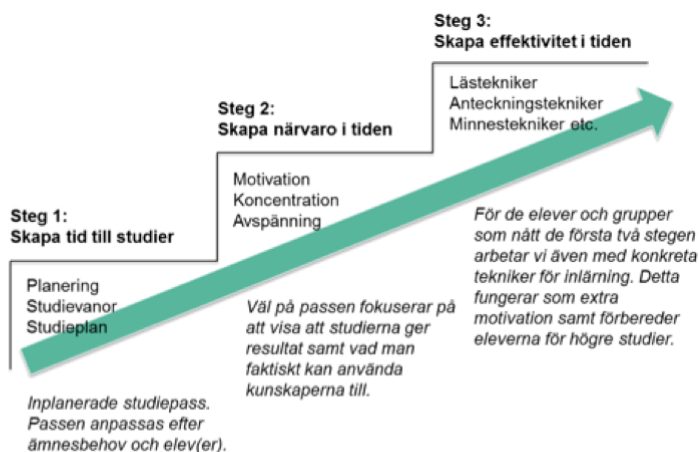 Steg 1:
Skapa tid till studier
Planering
Studievanor
Studieplan
Inplanerade studiepass.
Passen anpassas efter
ämnesbehov och elev(er).
Steg 2:
Skapa närvaro i tiden
Motivation
Koncentration
Avspänning
Väl på passen fokuserar på
att visa att studierna ger
resultat samt vad man
faktiskt kan använda
kunskaperna till.
Steg 3:
Skapa effektivitet i tiden
Lästekniker
Anteckningstekniker
Minnestekniker etc.
För de elever och grupper
som nått de första två stegen
arbetar vi även med konkreta
tekniker för inlärning. Detta
fungerar som extra
motivation samt förbereder
eleverna för högre studier.